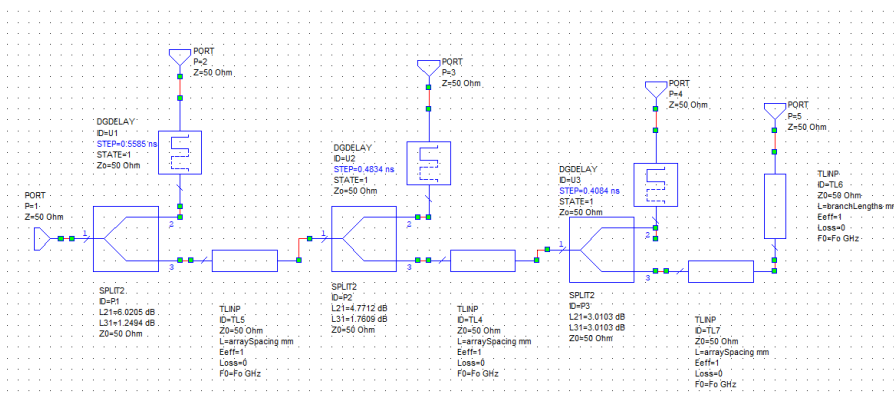 PORT
P=2
Z=50 Ohm
PORT
P=3
Z=50 Ohm
PORT
P=4
Z=50 Ohm
PORT
P=5
Z=50 Ohm
DGDELAY
ID=U1
STEP=0.5585 ns
STATE=1
Zo=50 Ohm
DGDELAY
ID=U2
STEP=0.4834 ns
STATE=1
Zo=50 Ohm
DGDELAY
ID=U3
STEP=0.4084 ns
STATE=1
Zo=50 Ohm
TLINP
ID=TL6
Z0=50 Ohm
L=branchLengths mm
Eeff=1
Loss=0
F0=Fo GHz
PORT
P=1
Z=50 Ohm
1
2
3
1
2
3
1
2
3
SPLIT2
ID=P1
L21=6.0205 dB
L31=1.2494 dB
Z0=50 Ohm
TLINP
ID=TL5
Z0=50 Ohm
L=arraySpacing mm
Eeff=1
Loss=0
F0=Fo GHz
SPLIT2
ID=P2
L21=4.7712 dB
L31=1.7609 dB
Z0=50 Ohm
TLINP
ID=TL4
Z0=50 Ohm
L=arraySpacing mm
Eeff=1
Loss=0
F0=Fo GHz
SPLIT2
ID=P3
L21=3.0103 dB
L31=3.0103 dB
Z0=50 Ohm
TLINP
ID=TL7
Z0=50 Ohm
L=arraySpacing mm
Eeff=1
Loss=0
F0=Fo GHz